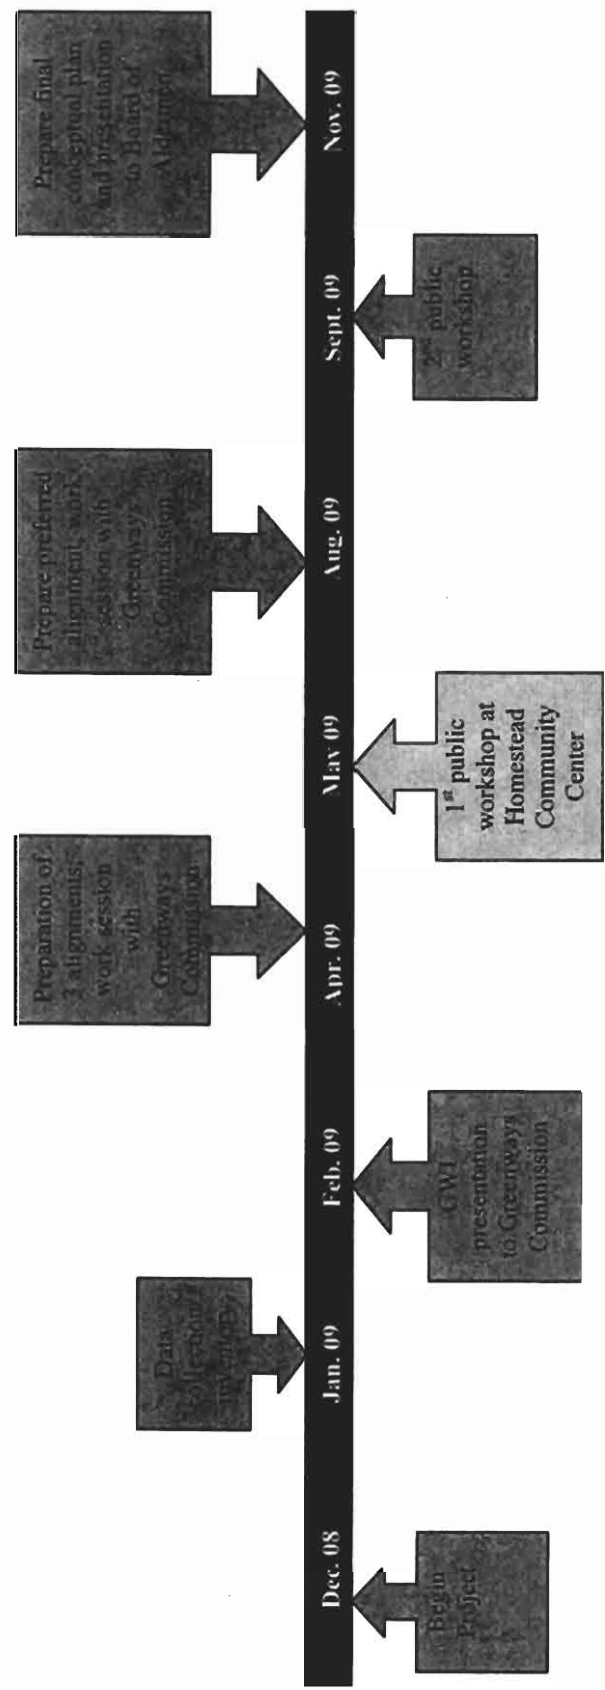 Prepare final
conceptual plan
and presentation
to Board of
Aldermen
Prepare preferred
alignment; work
session with
Greenways
Commission
Preparation of
3 alignments;
work session
with
Greenways
Commission
Data
collection/
inventory
Dec. 08
Jan. 09
Feb. 09
Apr. 09
May 09
Aug. 09
Sept. 09
Nov. 09
Begin
Project
GWI
presentation
to Greenways
Commission
1st public
workshop at
Homestead
Community
Center
2nd public
workshop